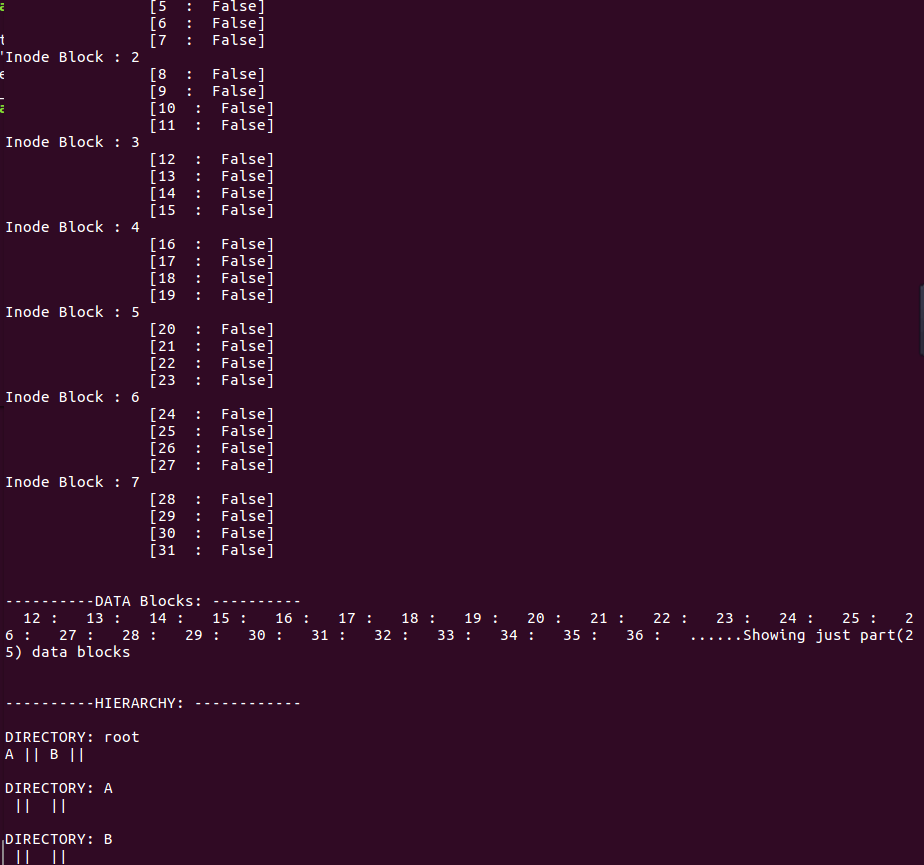 [5  :  False]
[6  :  False]
[7  :  False]
Inode Block : 2
[8  :  False]
[9  :  False]
[10  :  False]
[11  :  False]
Inode Block : 3
[12  :  False]
[13  :  False]
[14  :  False]
[15  :  False]
Inode Block : 4
[16  :  False]
[17  :  False]
[18  :  False]
[19  :  False]
Inode Block : 5
[20  :  False]
[21  :  False]
[22  :  False]
[23  :  False]
Inode Block : 6
[24  :  False]
[25  :  False]
[26  :  False]
[27  :  False]
Inode Block : 7
[28  :  False]
[29  :  False]
[30  :  False]
[31  :  False]
----------DATA Blocks: ----------
12 :   13 :   14 :   15 :   16 :   17 :   18 :   19 :   20 :   21 :   22 :   23 :   24 :   25 :   2
6 :   27 :   28 :   29 :   30 :   31 :   32 :   33 :   34 :   35 :   36 :   ......Showing just part(2
5) data blocks
----------HIERARCHY: ------------
DIRECTORY: root
A || B ||
DIRECTORY: A
||  ||
DIRECTORY: B
||  ||